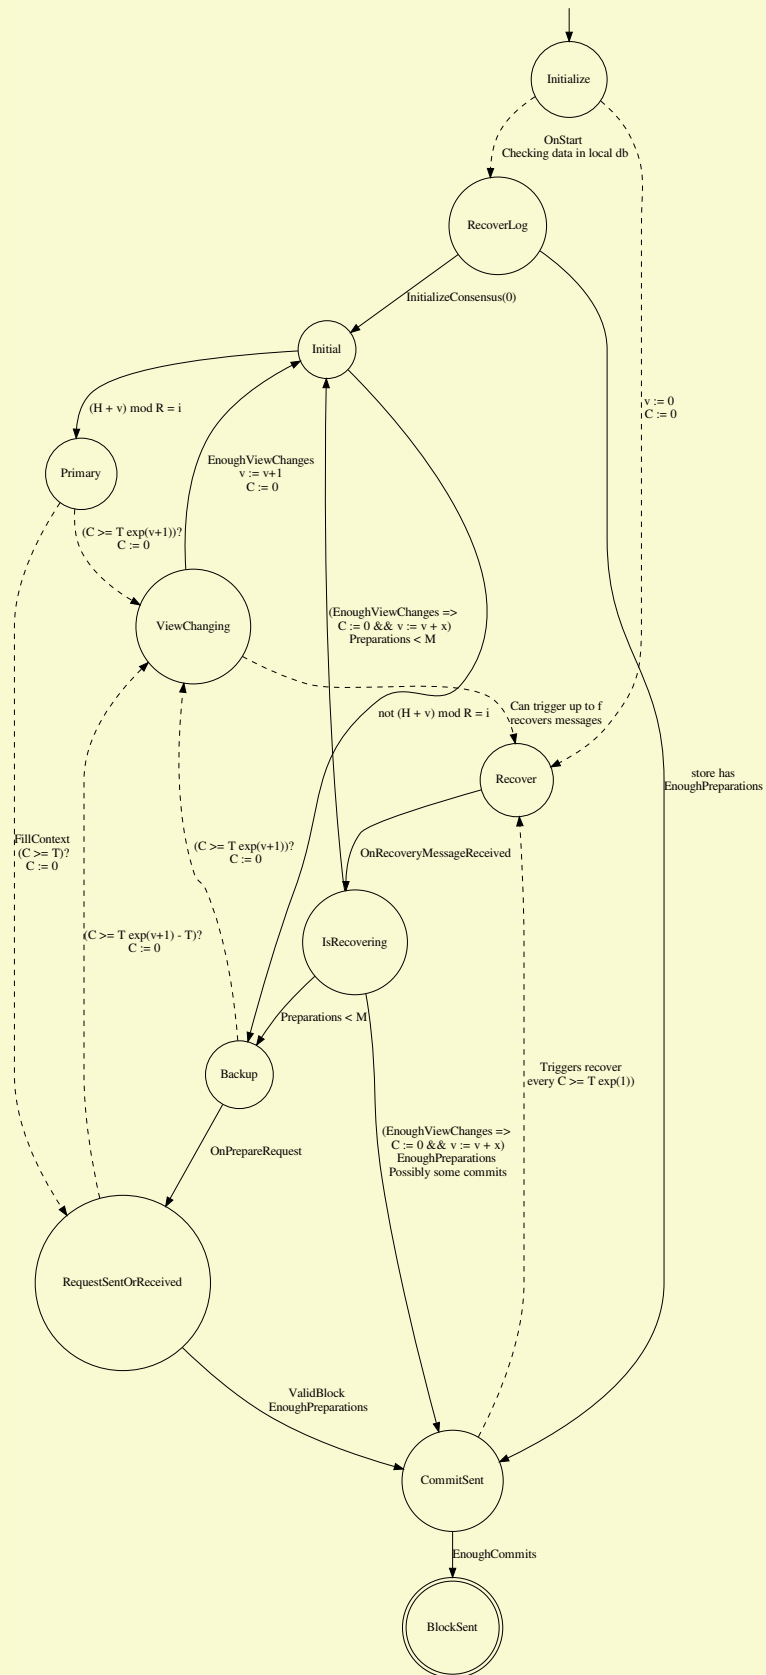 Initialize
OnStart
Checking data in local db
RecoverLog
InitializeConsensus(0)
Initial
v := 0
C := 0
(H + v) mod R = i
Primary
EnoughViewChanges
v := v+1
C := 0
(C >= T exp(v+1))?
C := 0
ViewChanging
(EnoughViewChanges =>
C := 0 && v := v + x)
Preparations < M
not (H + v) mod R = i
Can trigger up to f
recovers messages
Recover
store has
EnoughPreparations
FillContext
(C >= T)?
C := 0
(C >= T exp(v+1))?
C := 0
OnRecoveryMessageReceived
(C >= T exp(v+1) - T)?
C := 0
IsRecovering
Preparations < M
Backup
Triggers recover
every C >= T exp(1))
OnPrepareRequest
(EnoughViewChanges =>
C := 0 && v := v + x)
EnoughPreparations
Possibly some commits
RequestSentOrReceived
ValidBlock
EnoughPreparations
CommitSent
EnoughCommits
BlockSent